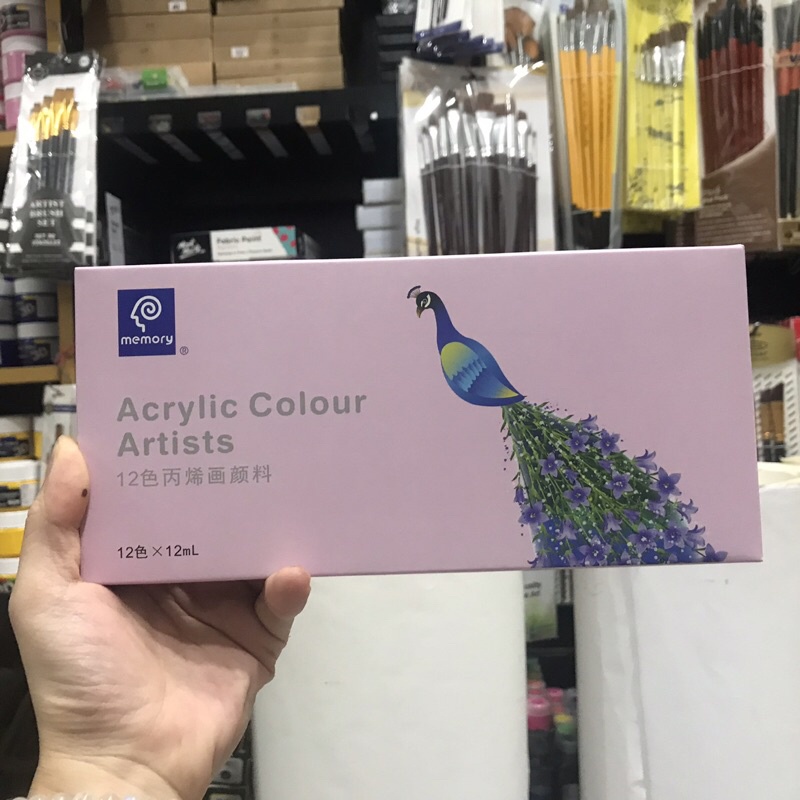 ARTIST
BRUSH
SET
Fabric Paint
memory
®
Acrylic Colour
Artists
12色丙烯画颜料
12色×12mL